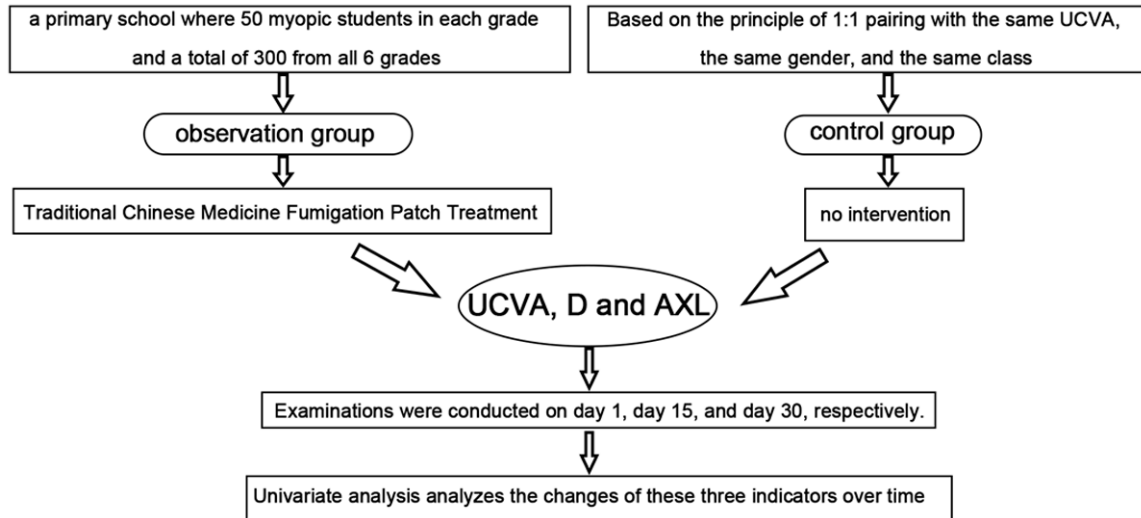 a primary school where 50 myopic students in each grade
and a total of 300 from all 6 grades
Based on the principle of 1:1 pairing with the same UCVA,
the same gender, and the same class
observation group
control group
Traditional Chinese Medicine Fumigation Patch Treatment
no intervention
UCVA, D and AXL
Examinations were conducted on day 1, day 15, and day 30, respectively.
Univariate analysis analyzes the changes of these three indicators over time